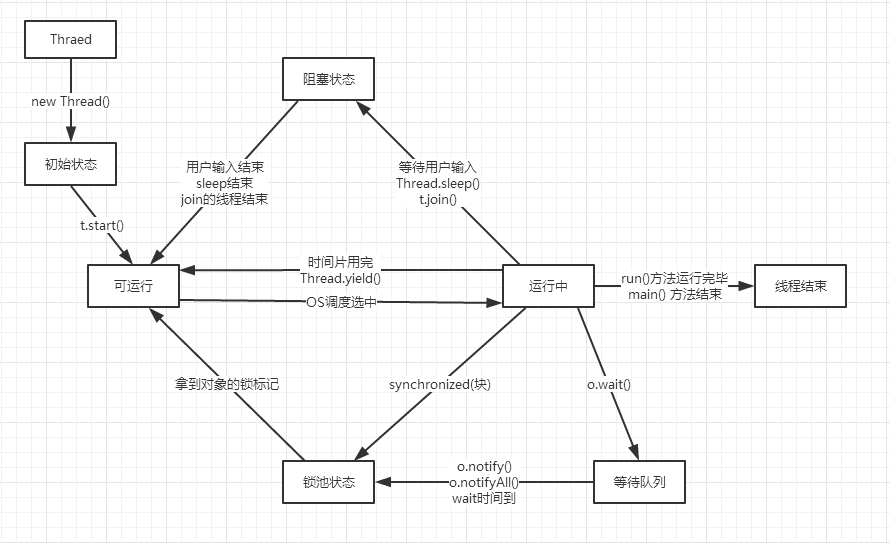 Thraed
new Thread()
初始状态
t.start()
阻塞状态
用户输入结束
sleep结束
join的线程结束
等待用户输入
Thread.sleep()
t.join()
可运行
时间片用完
Thread.yield()
OS调度选中
运行中
run()方法运行完毕
main() 方法结束
线程结束
拿到对象的锁标记
synchronized(块)
o.wait()
锁池状态
o.notify()
o.notifyAll()
wait时间到
等待队列